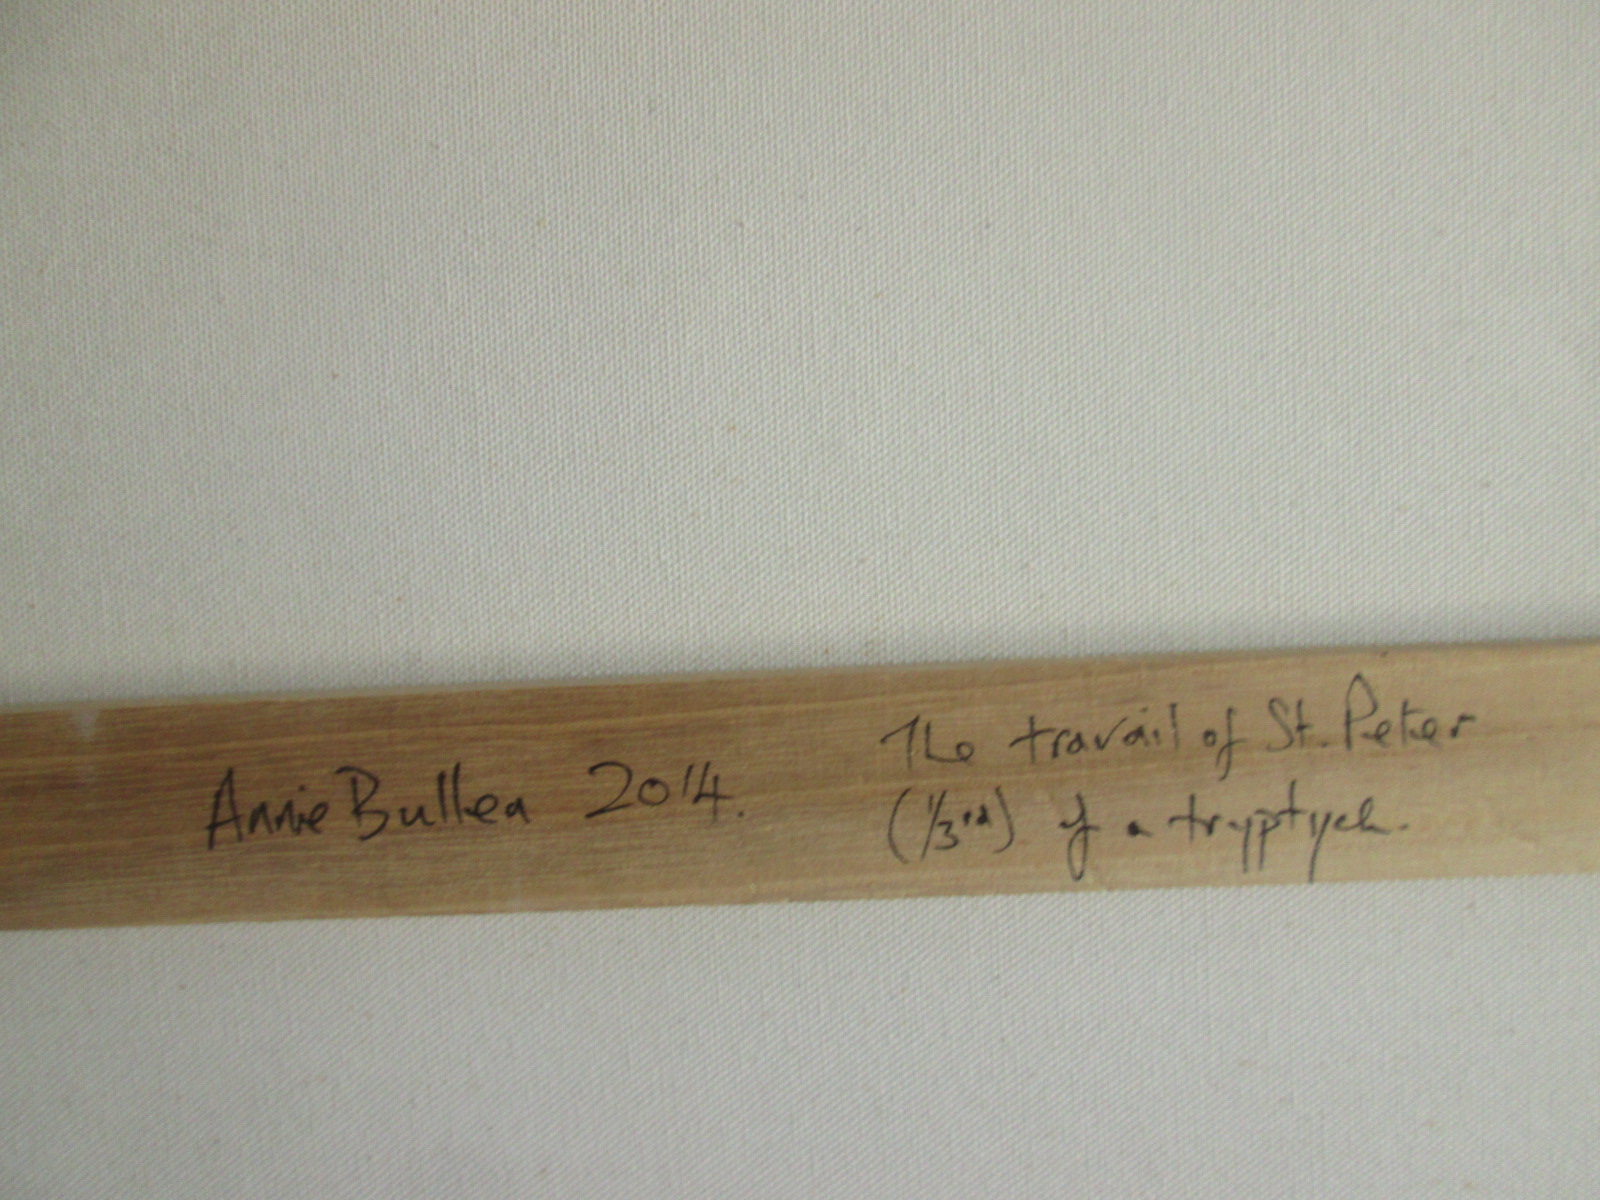 Annie Bullen 2014.
The travail of St. Peter
(1/3rd) of a tryptych.